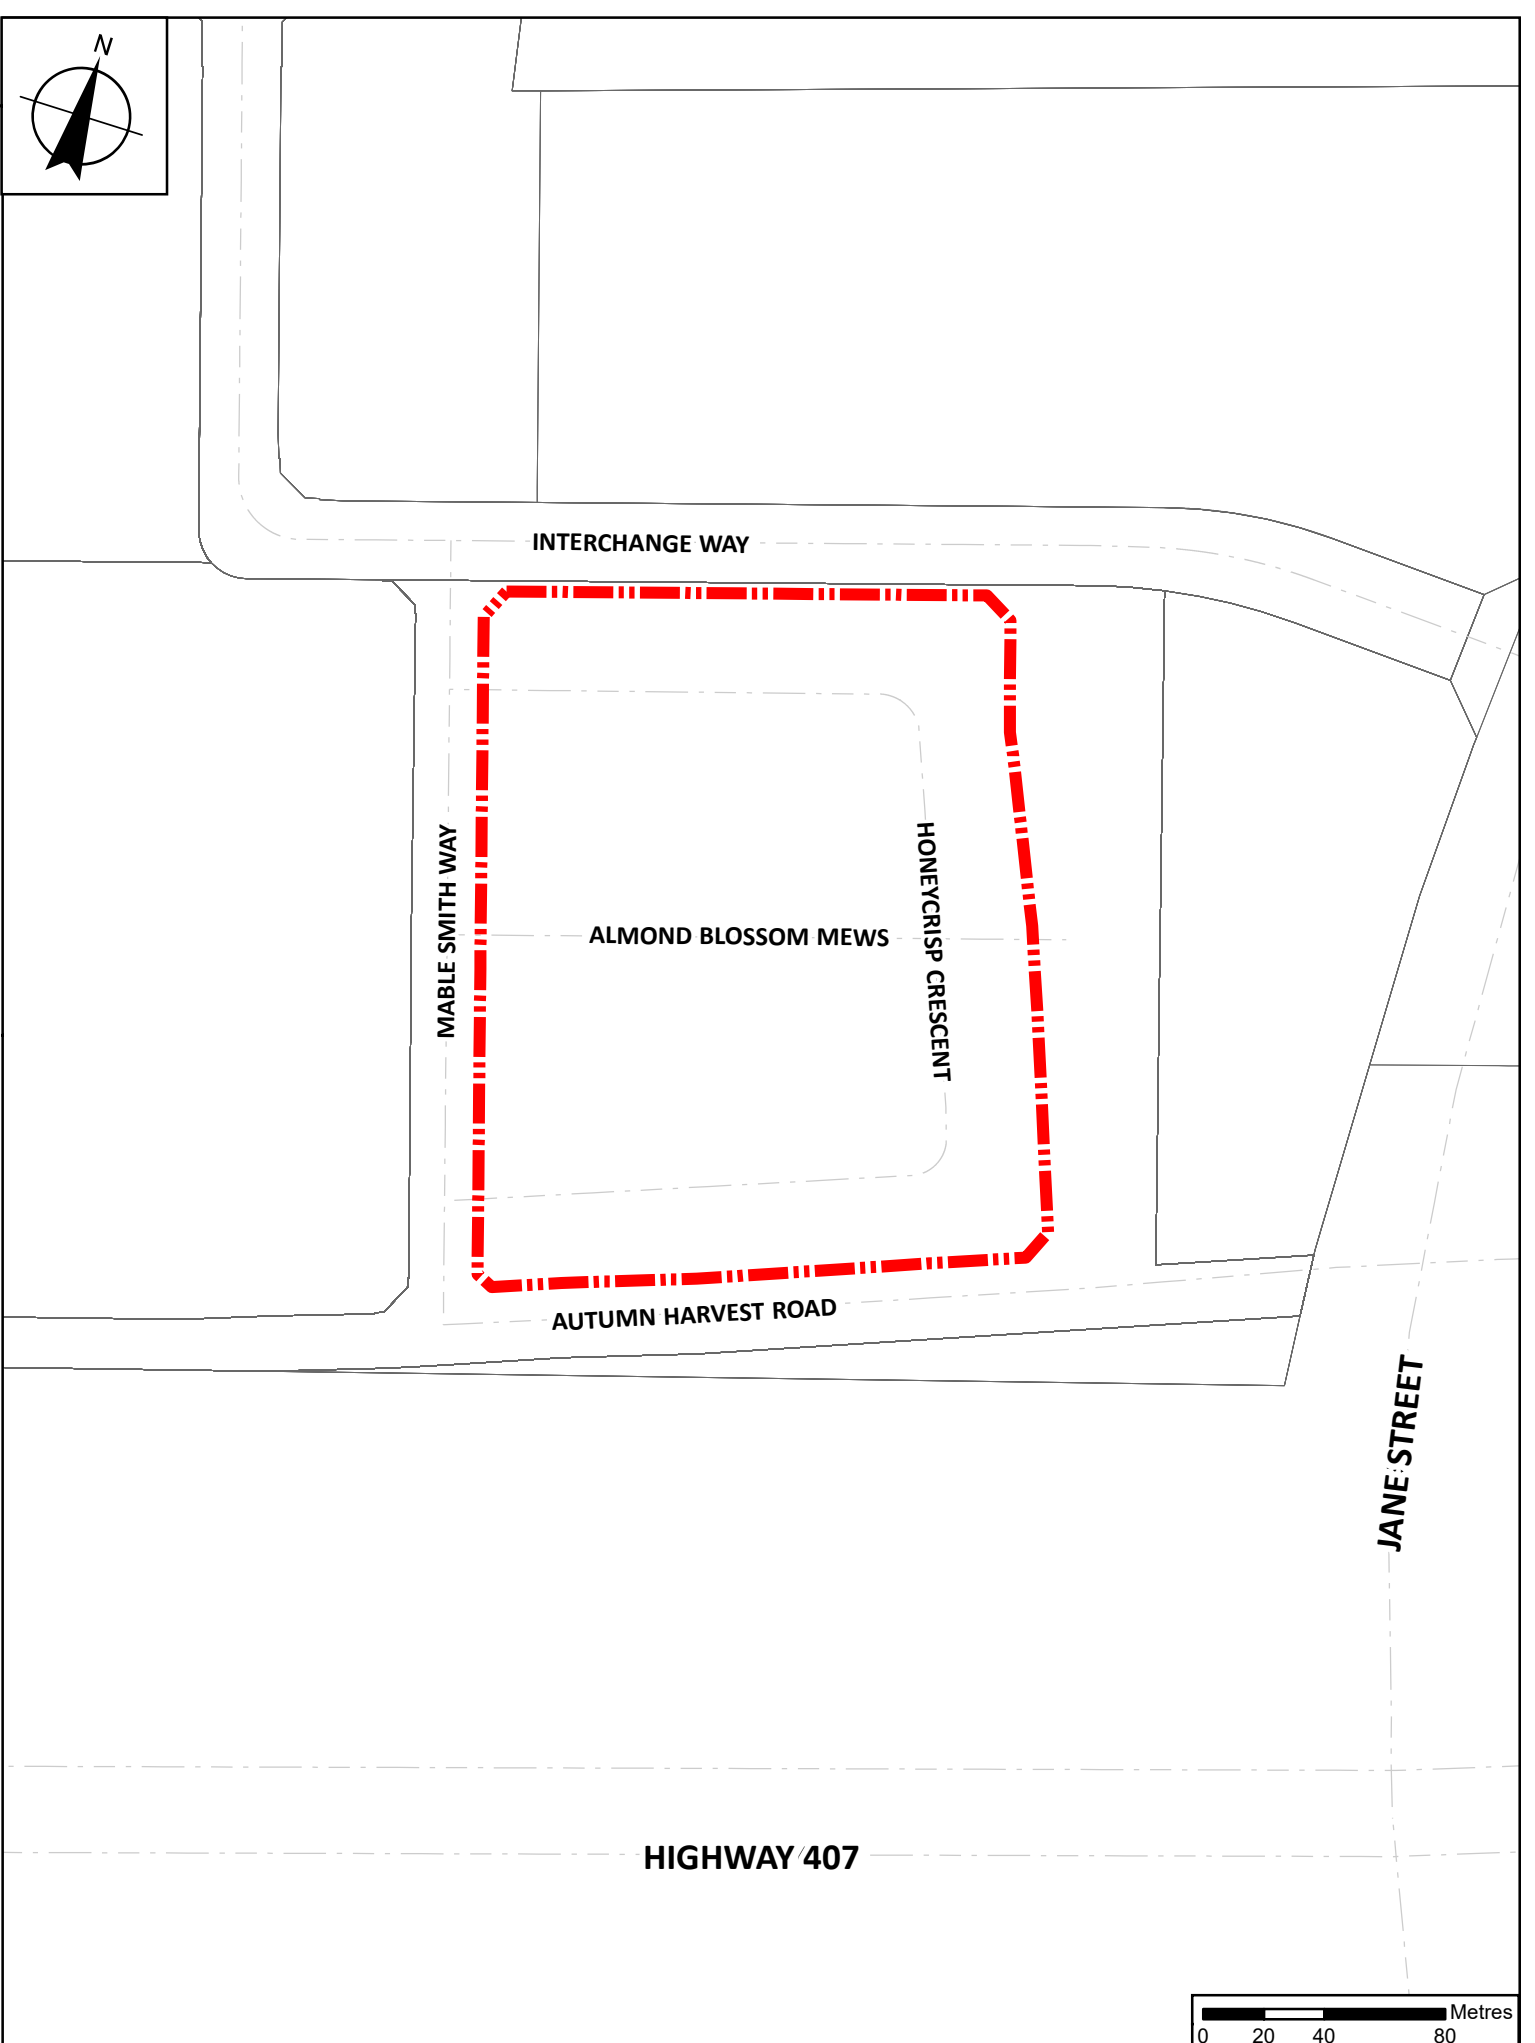 N
INTERCHANGE WAY
MABLE SMITH WAY
HONEYCRISP CRESCENT
ALMOND BLOSSOM MEWS
AUTUMN HARVEST ROAD
JANE STREET
HIGHWAY 407
Metres
0 20 40 80